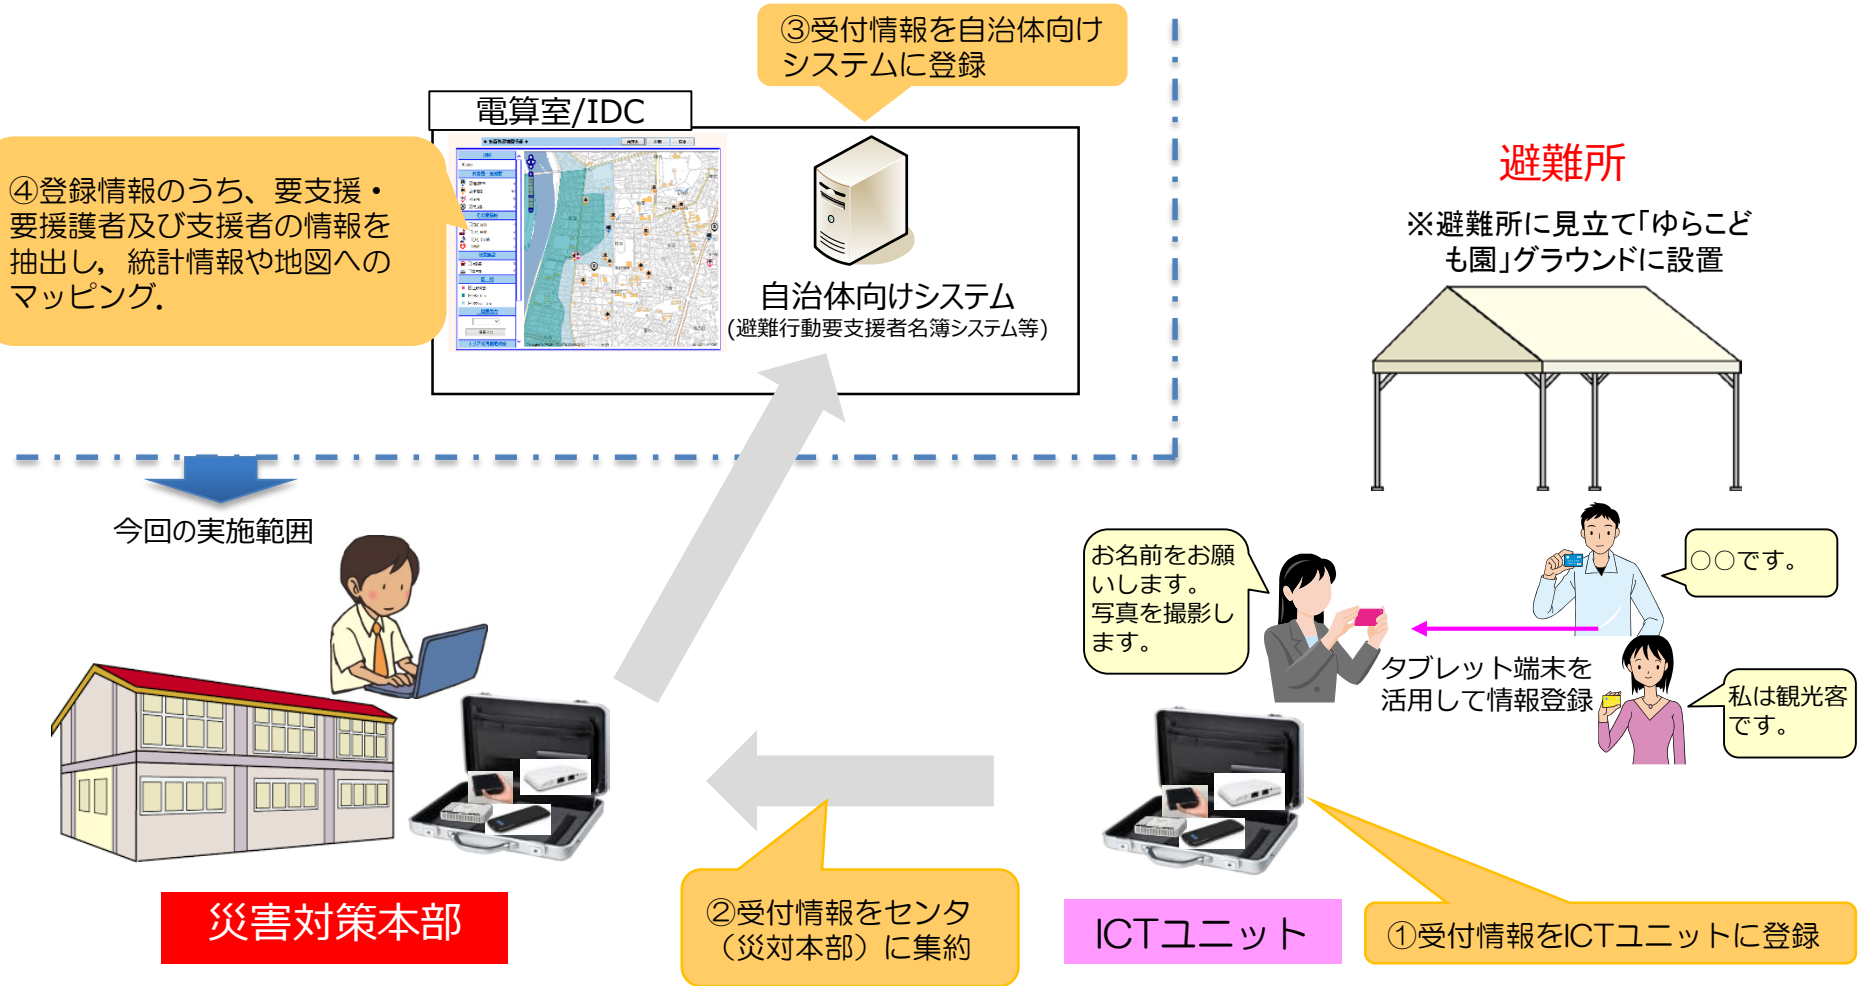 ③受付情報を自治体向け
システムに登録
電算室/IDC
④登録情報のうち、要支援・
要援護者及び支援者の情報を
抽出し，統計情報や地図への
マッピング．
自治体向けシステム
(避難行動要支援者名簿システム等)
避難所
※避難所に見立て「ゆらこど
も園」グラウンドに設置
今回の実施範囲
お名前をお願
いします。
写真を撮影し
ます。
○○です。
タブレット端末を
活用して情報登録
私は観光客
です。
災害対策本部
②受付情報をセンタ
（災対本部）に集約
ICTユニット
①受付情報をICTユニットに登録